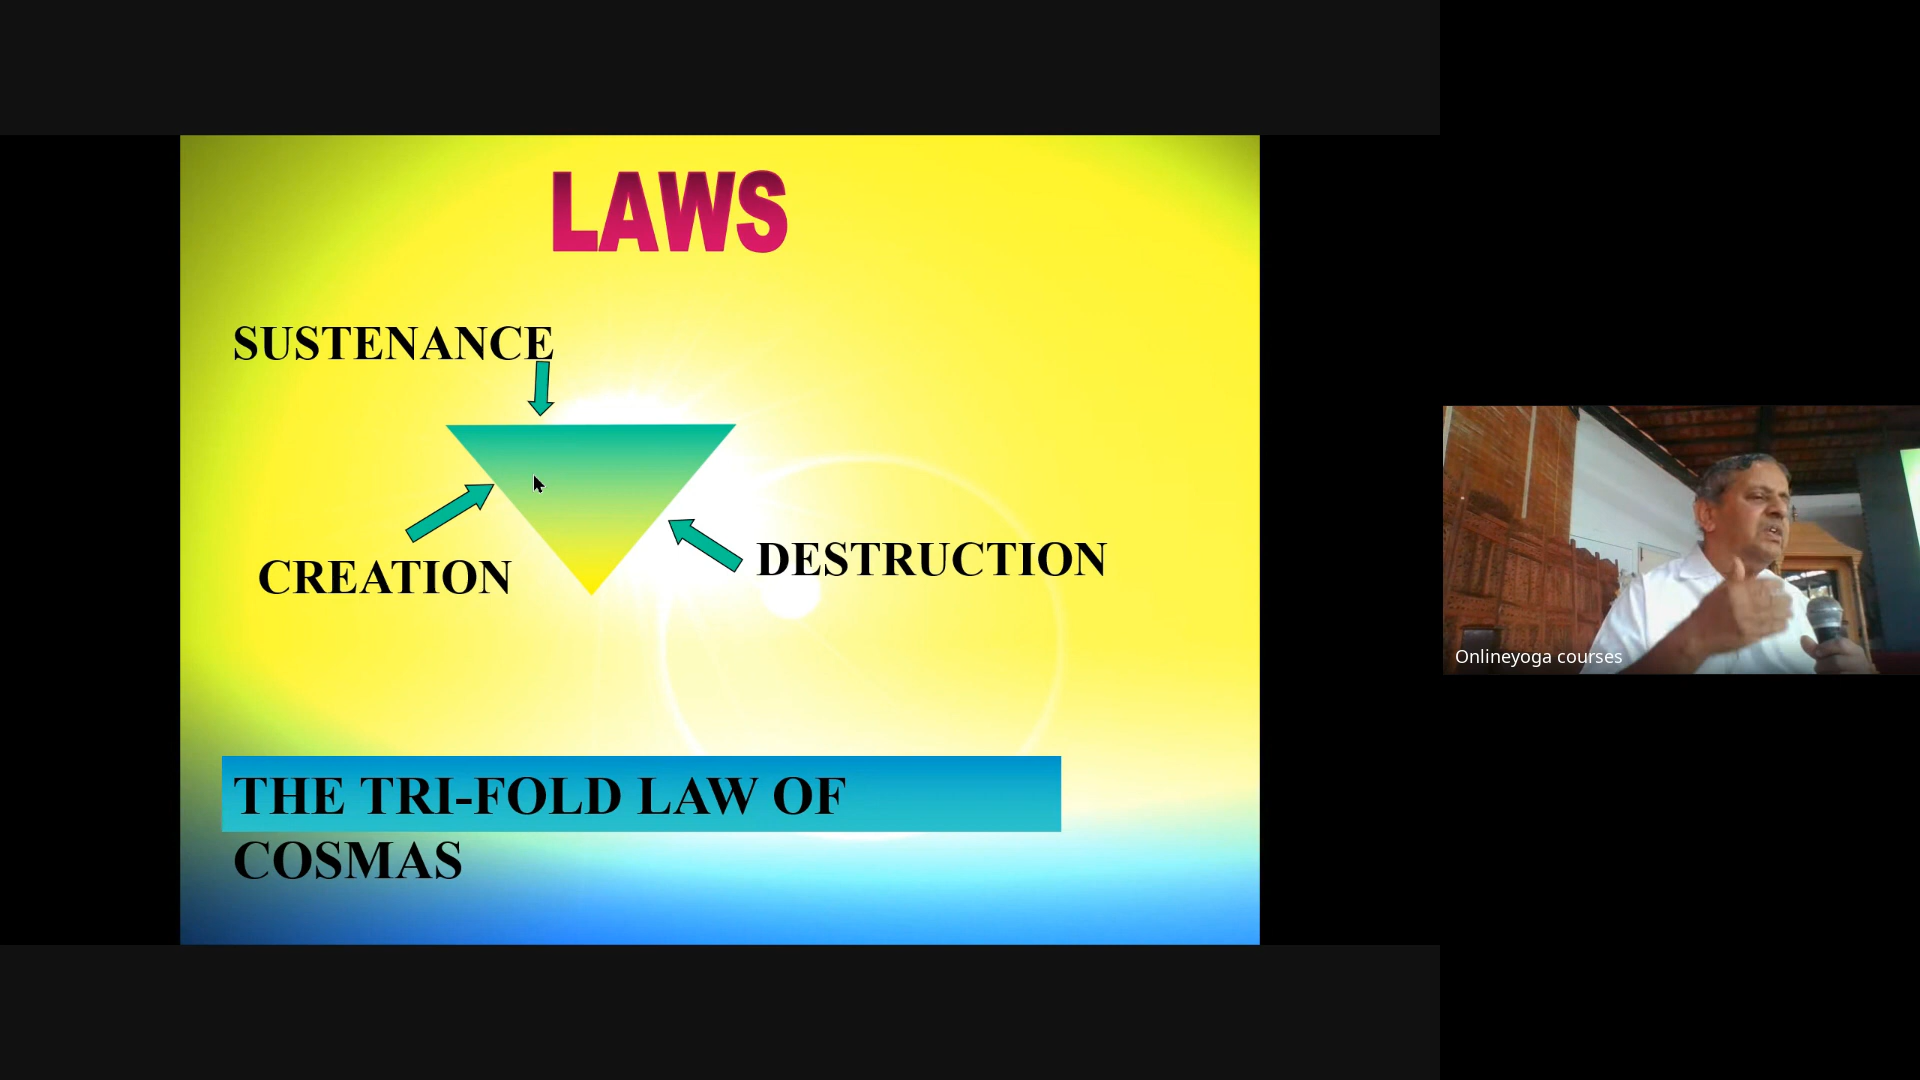 LAWS
SUSTENANCE
CREATION
DESTRUCTION
THE TRI-FOLD LAW OF
COSMAS
Onlineyoga courses